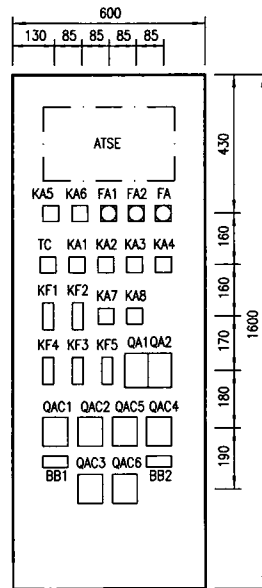 600
130 85 85 85 85
ATSE
430
KA5 KA6 FA1 FA2 FA
160
TC KA1 KA2 KA3 KA4
160
KF1 KF2 KA7 KA8
1600
170
KF4 KF3 KF5 QA1 QA2
180
QAC1 QAC2 QAC5 QAC4
190
BB1 QAC3 QAC6 BB2